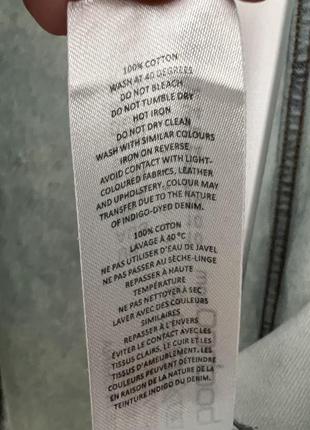 100% COTTON
WASH AT 40 DEGREES
DO NOT BLEACH
DO NOT TUMBLE DRY
HOT IRON
DO NOT DRY CLEAN
WASH WITH SIMILAR COLOURS
IRON ON REVERSE
AVOID CONTACT WITH LIGHT-
COLOURED FABRICS, LEATHER
AND UPHOLSTERY. COLOUR MAY
TRANSFER DUE TO THE NATURE
OF INDIGO-DYED DENIM.
100% COTON
LAVAGE À 40 °C
NE PAS UTILISER D'EAU DE JAVEL
NE PAS PASSER AU SÈCHE-LINGE
REPASSER À HAUTE
TEMPÉRATURE
NE PAS NETTOYER À SEC
LAVER AVEC DES COULEURS
SIMILAIRES
REPASSER À L'ENVERS
ÉVITER LE CONTACT AVEC LES
TISSUS CLAIRS, LE CUIR ET LES
TISSUS D'AMEUBLEMENT. LES
COULEURS PEUVENT DÉTEINDRE
EN RAISON DE LA NATURE DE LA
TEINTURE INDIGO DU DENIM.